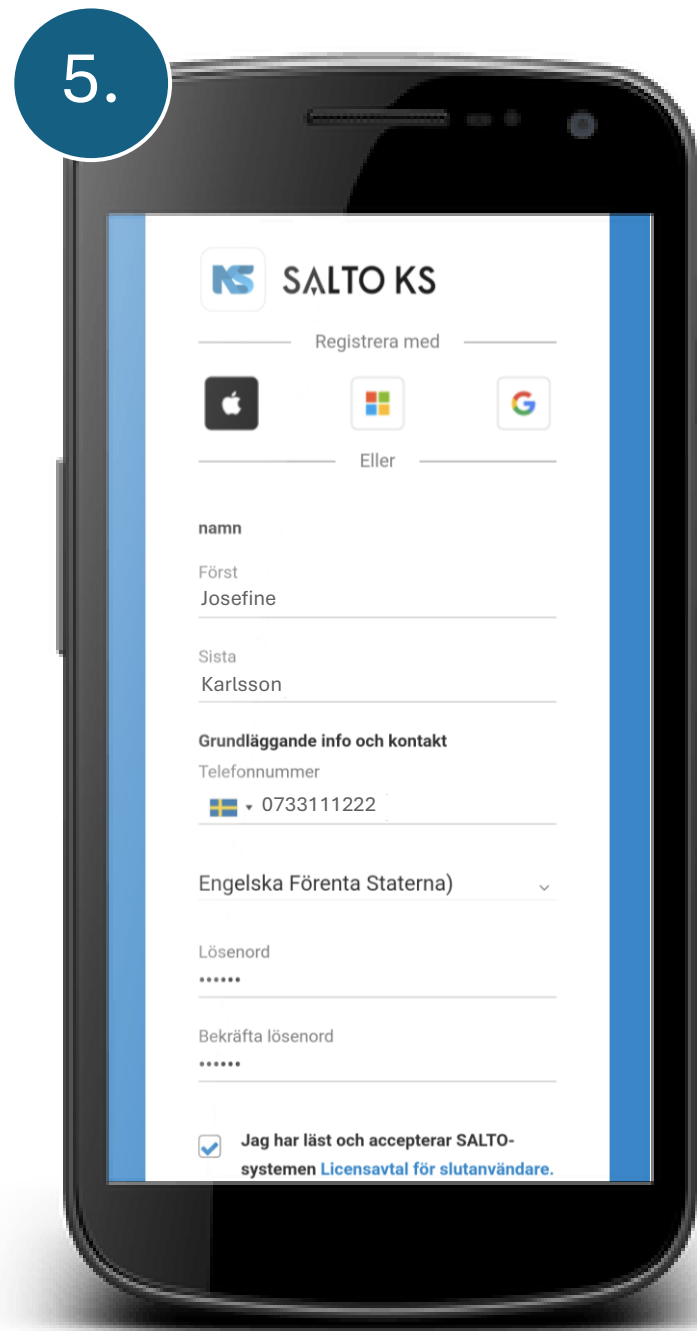 5.
SALTO KS
Registrera med
Eller
namn
Först
Josefine
Sista
Karlsson
Grundläggande info och kontakt
Telefonnummer
0733111222
Engelska Förenta Staterna)
Lösenord
••••••
Bekräfta lösenord
••••••
Jag har läst och accepterar SALTO-
systemen Licensavtal för slutanvändare.